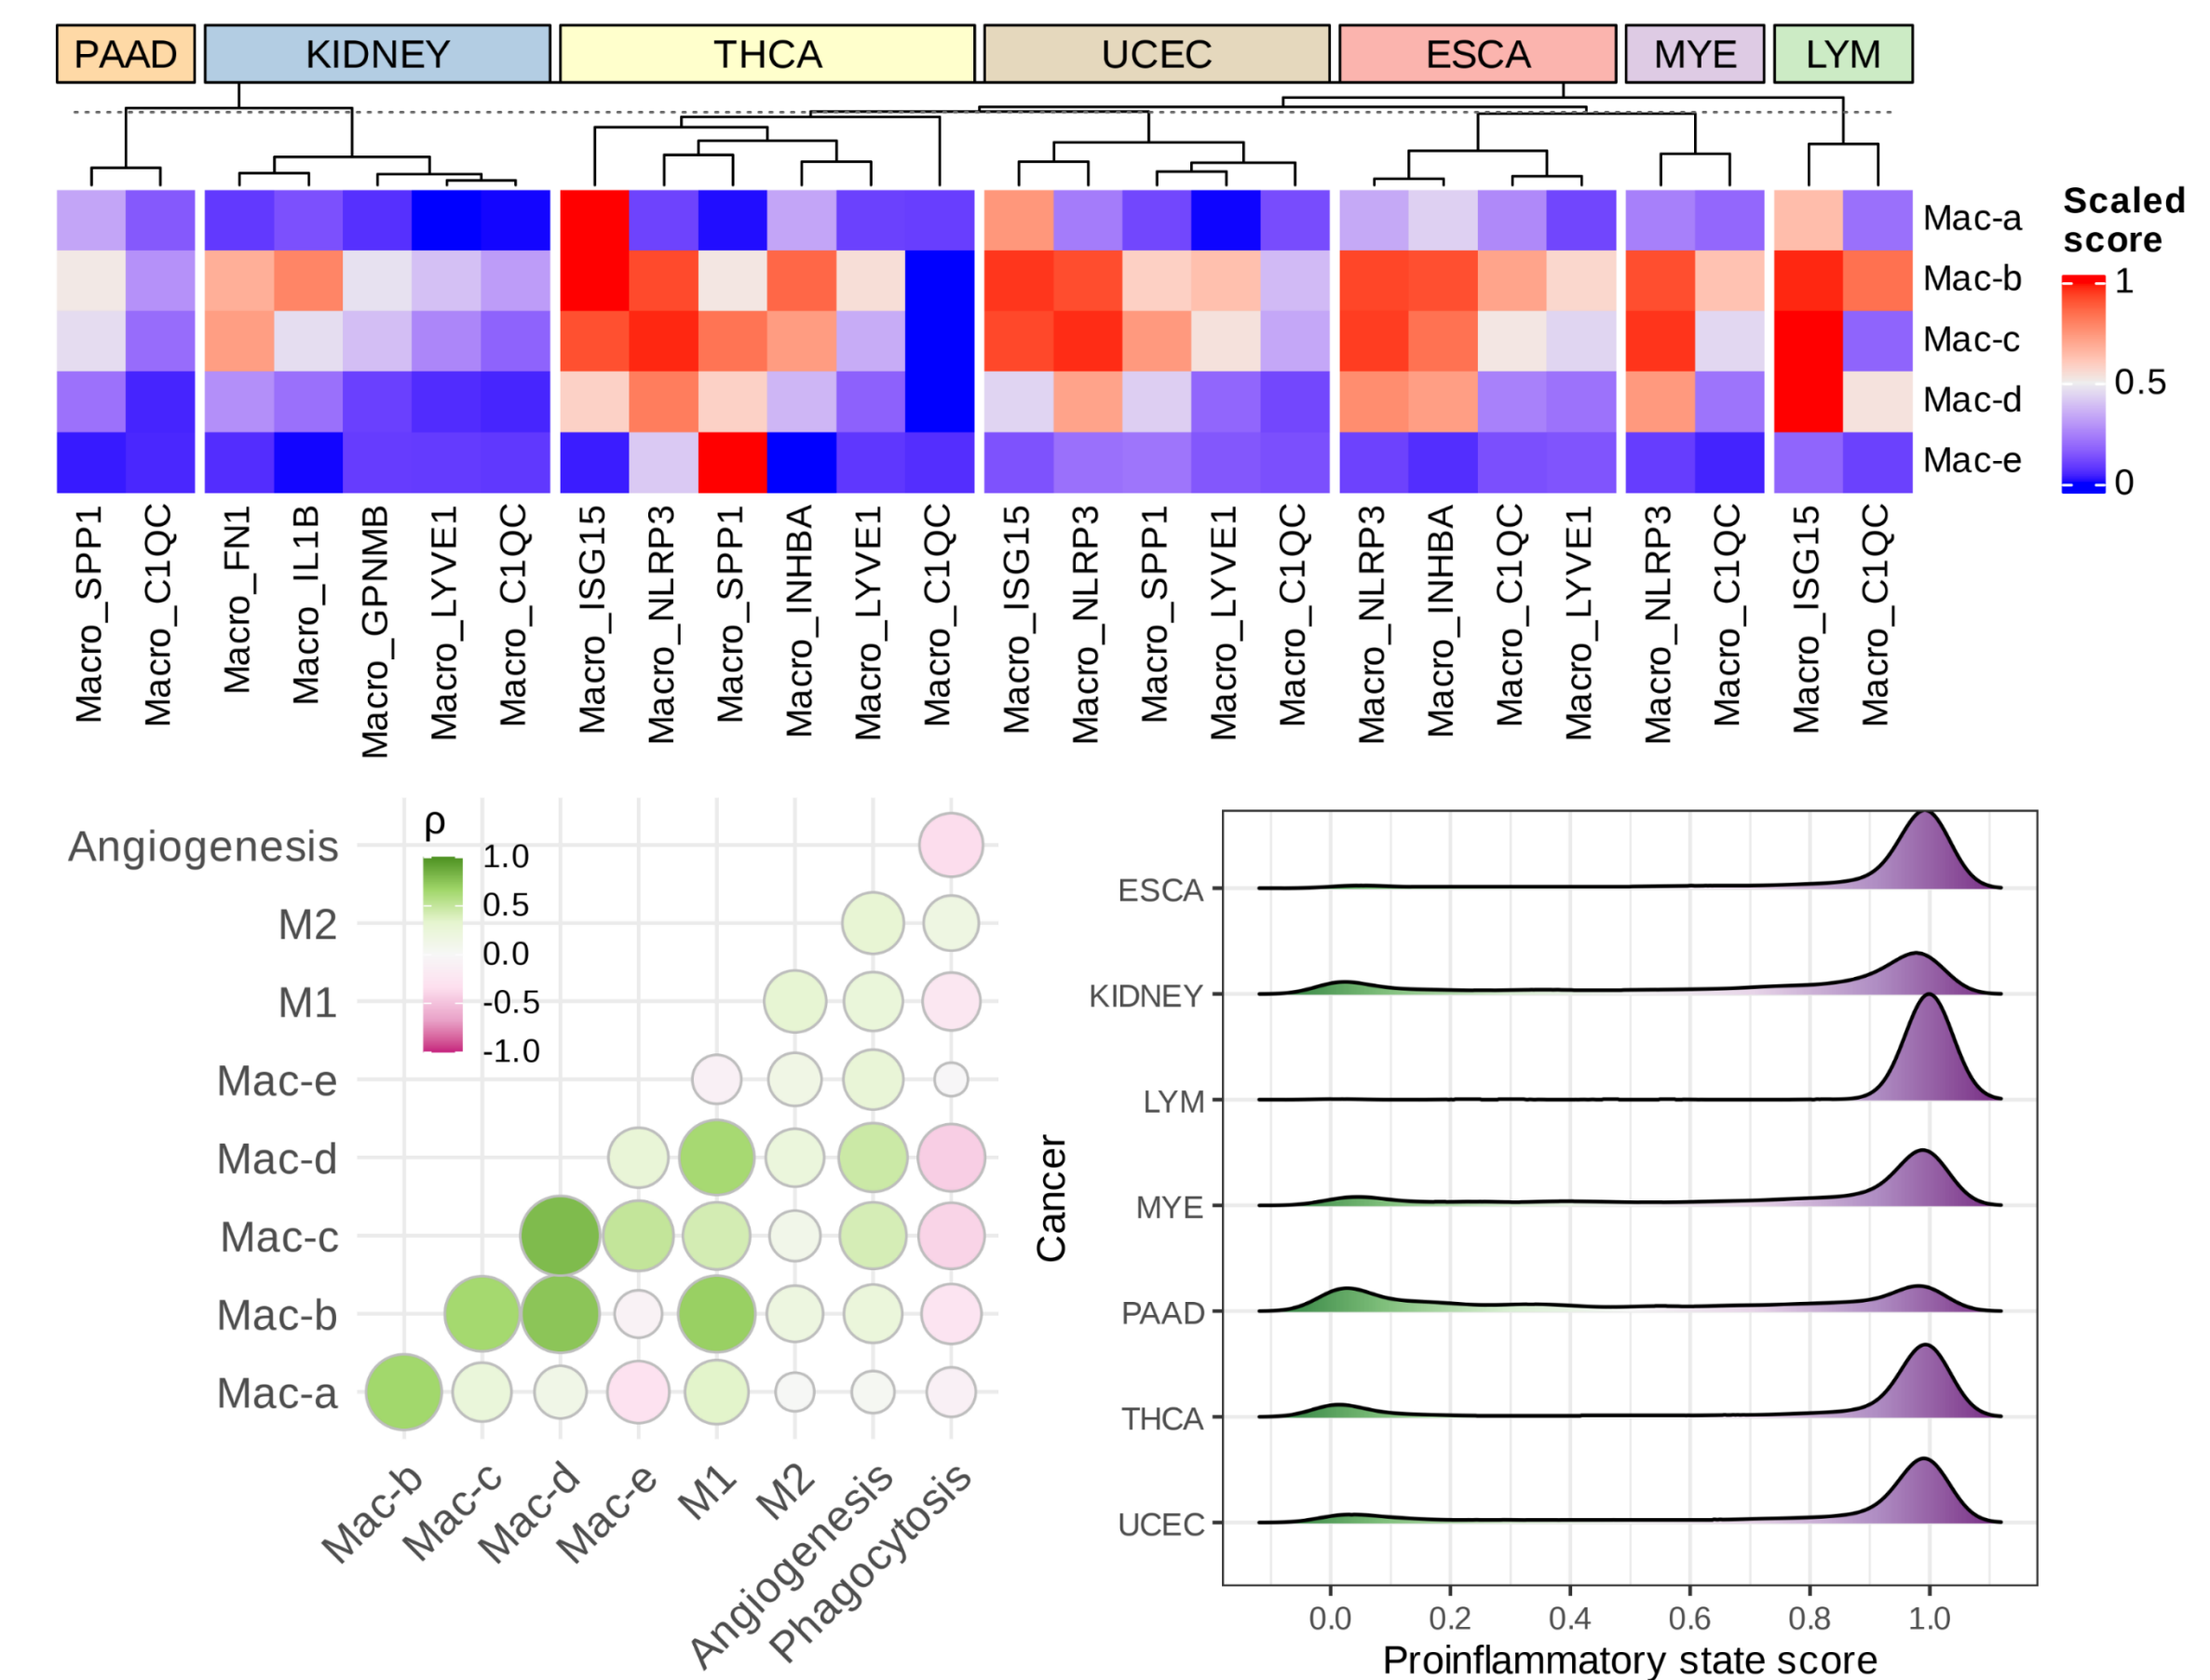 PAAD KIDNEY THCA UCEC ESCA MYE LYM
Mac-a
Mac-b
Mac-c
Mac-d
Mac-e
Scaled
score
1
0.5
0
Macro_SPP1
Macro_C1QC
Macro_FN1
Macro_IL1B
Macro_GPNMB
Macro_LYVE1
Macro_C1QC
Macro_ISG15
Macro_NLRP3
Macro_SPP1
Macro_INHBA
Macro_LYVE1
Macro_C1QC
Macro_ISG15
Macro_NLRP3
Macro_SPP1
Macro_LYVE1
Macro_C1QC
Macro_NLRP3
Macro_INHBA
Macro_C1QC
Macro_LYVE1
Macro_NLRP3
Macro_C1QC
Macro_ISG15
Macro_C1QC
ρ
1.0
0.5
0.0
-0.5
-1.0
Angiogenesis
M2
M1
Mac-e
Mac-d
Mac-c
Mac-b
Mac-a
Mac-b
Mac-c
Mac-d
Mac-e
M1
M2
Angiogenesis
Phagocytosis
Cancer
ESCA
KIDNEY
LYM
MYE
PAAD
THCA
UCEC
0.0 0.2 0.4 0.6 0.8 1.0
Proinflammatory state score